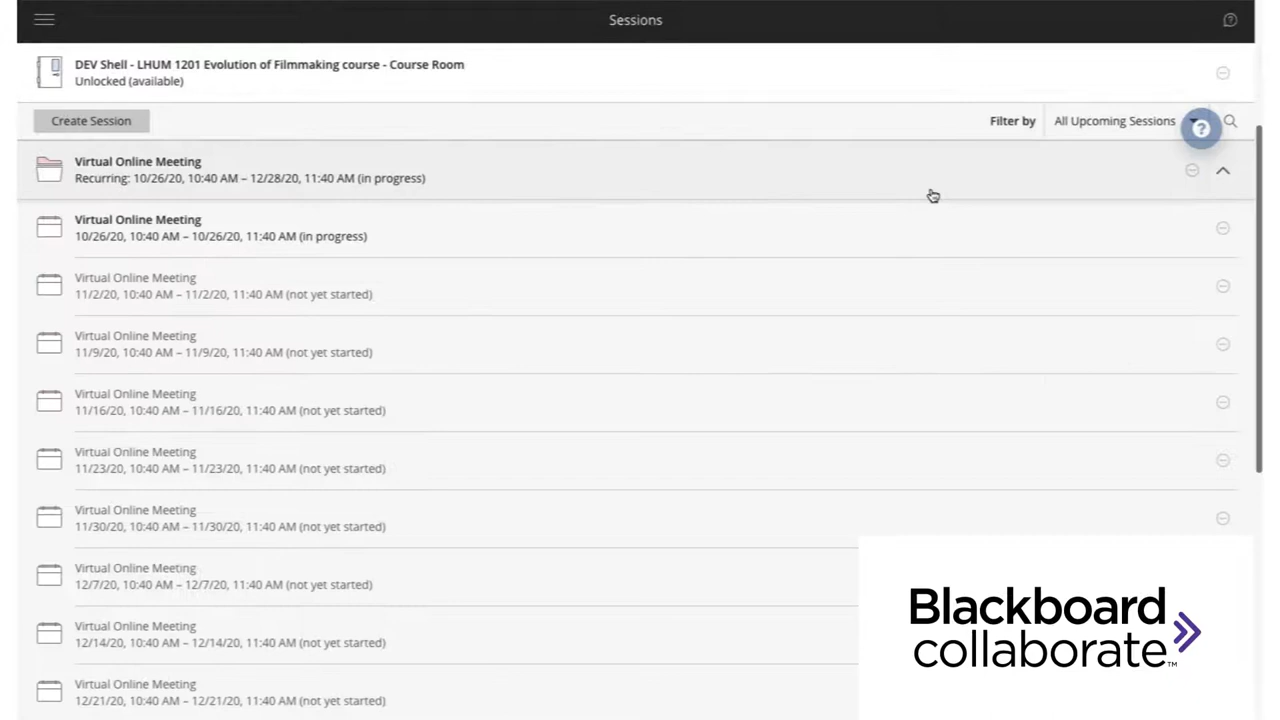 Sessions
DEV Shell - LHUM 1201 Evolution of Filmmaking course - Course Room
Unlocked (available)
Create Session
Filter by
All Upcoming Sessions
?
Virtual Online Meeting
Recurring: 10/26/20, 10:40 AM – 12/28/20, 11:40 AM (in progress)
Virtual Online Meeting
10/26/20, 10:40 AM – 10/26/20, 11:40 AM (in progress)
Virtual Online Meeting
11/2/20, 10:40 AM – 11/2/20, 11:40 AM (not yet started)
Virtual Online Meeting
11/9/20, 10:40 AM – 11/9/20, 11:40 AM (not yet started)
Virtual Online Meeting
11/16/20, 10:40 AM – 11/16/20, 11:40 AM (not yet started)
Virtual Online Meeting
11/23/20, 10:40 AM – 11/23/20, 11:40 AM (not yet started)
Virtual Online Meeting
11/30/20, 10:40 AM – 11/30/20, 11:40 AM (not yet started)
Virtual Online Meeting
12/7/20, 10:40 AM – 12/7/20, 11:40 AM (not yet started)
Virtual Online Meeting
12/14/20, 10:40 AM – 12/14/20, 11:40 AM (not yet started)
Virtual Online Meeting
12/21/20, 10:40 AM – 12/21/20, 11:40 AM (not yet started)
Blackboard
collaborate™